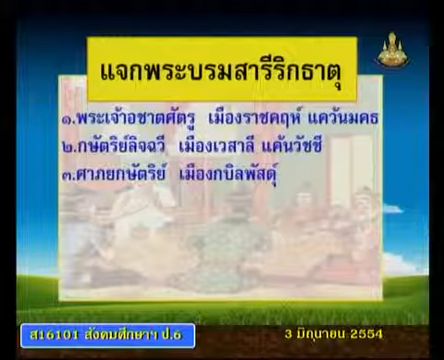 แจกพระบรมสารีริกธาตุ
๑.พระเจ้าอชาตศัตรู เมืองราชคฤห์ แควันมคธ
๒.กษัตริย์ลิจฉวี เมืองเวสาลี แค้นวัชชี
๓.ศากยกษัตริย์ เมืองกบิลพัสดุ์
ส16101 สังคมศึกษาฯ ป.6
3 มิถุนายน 2554